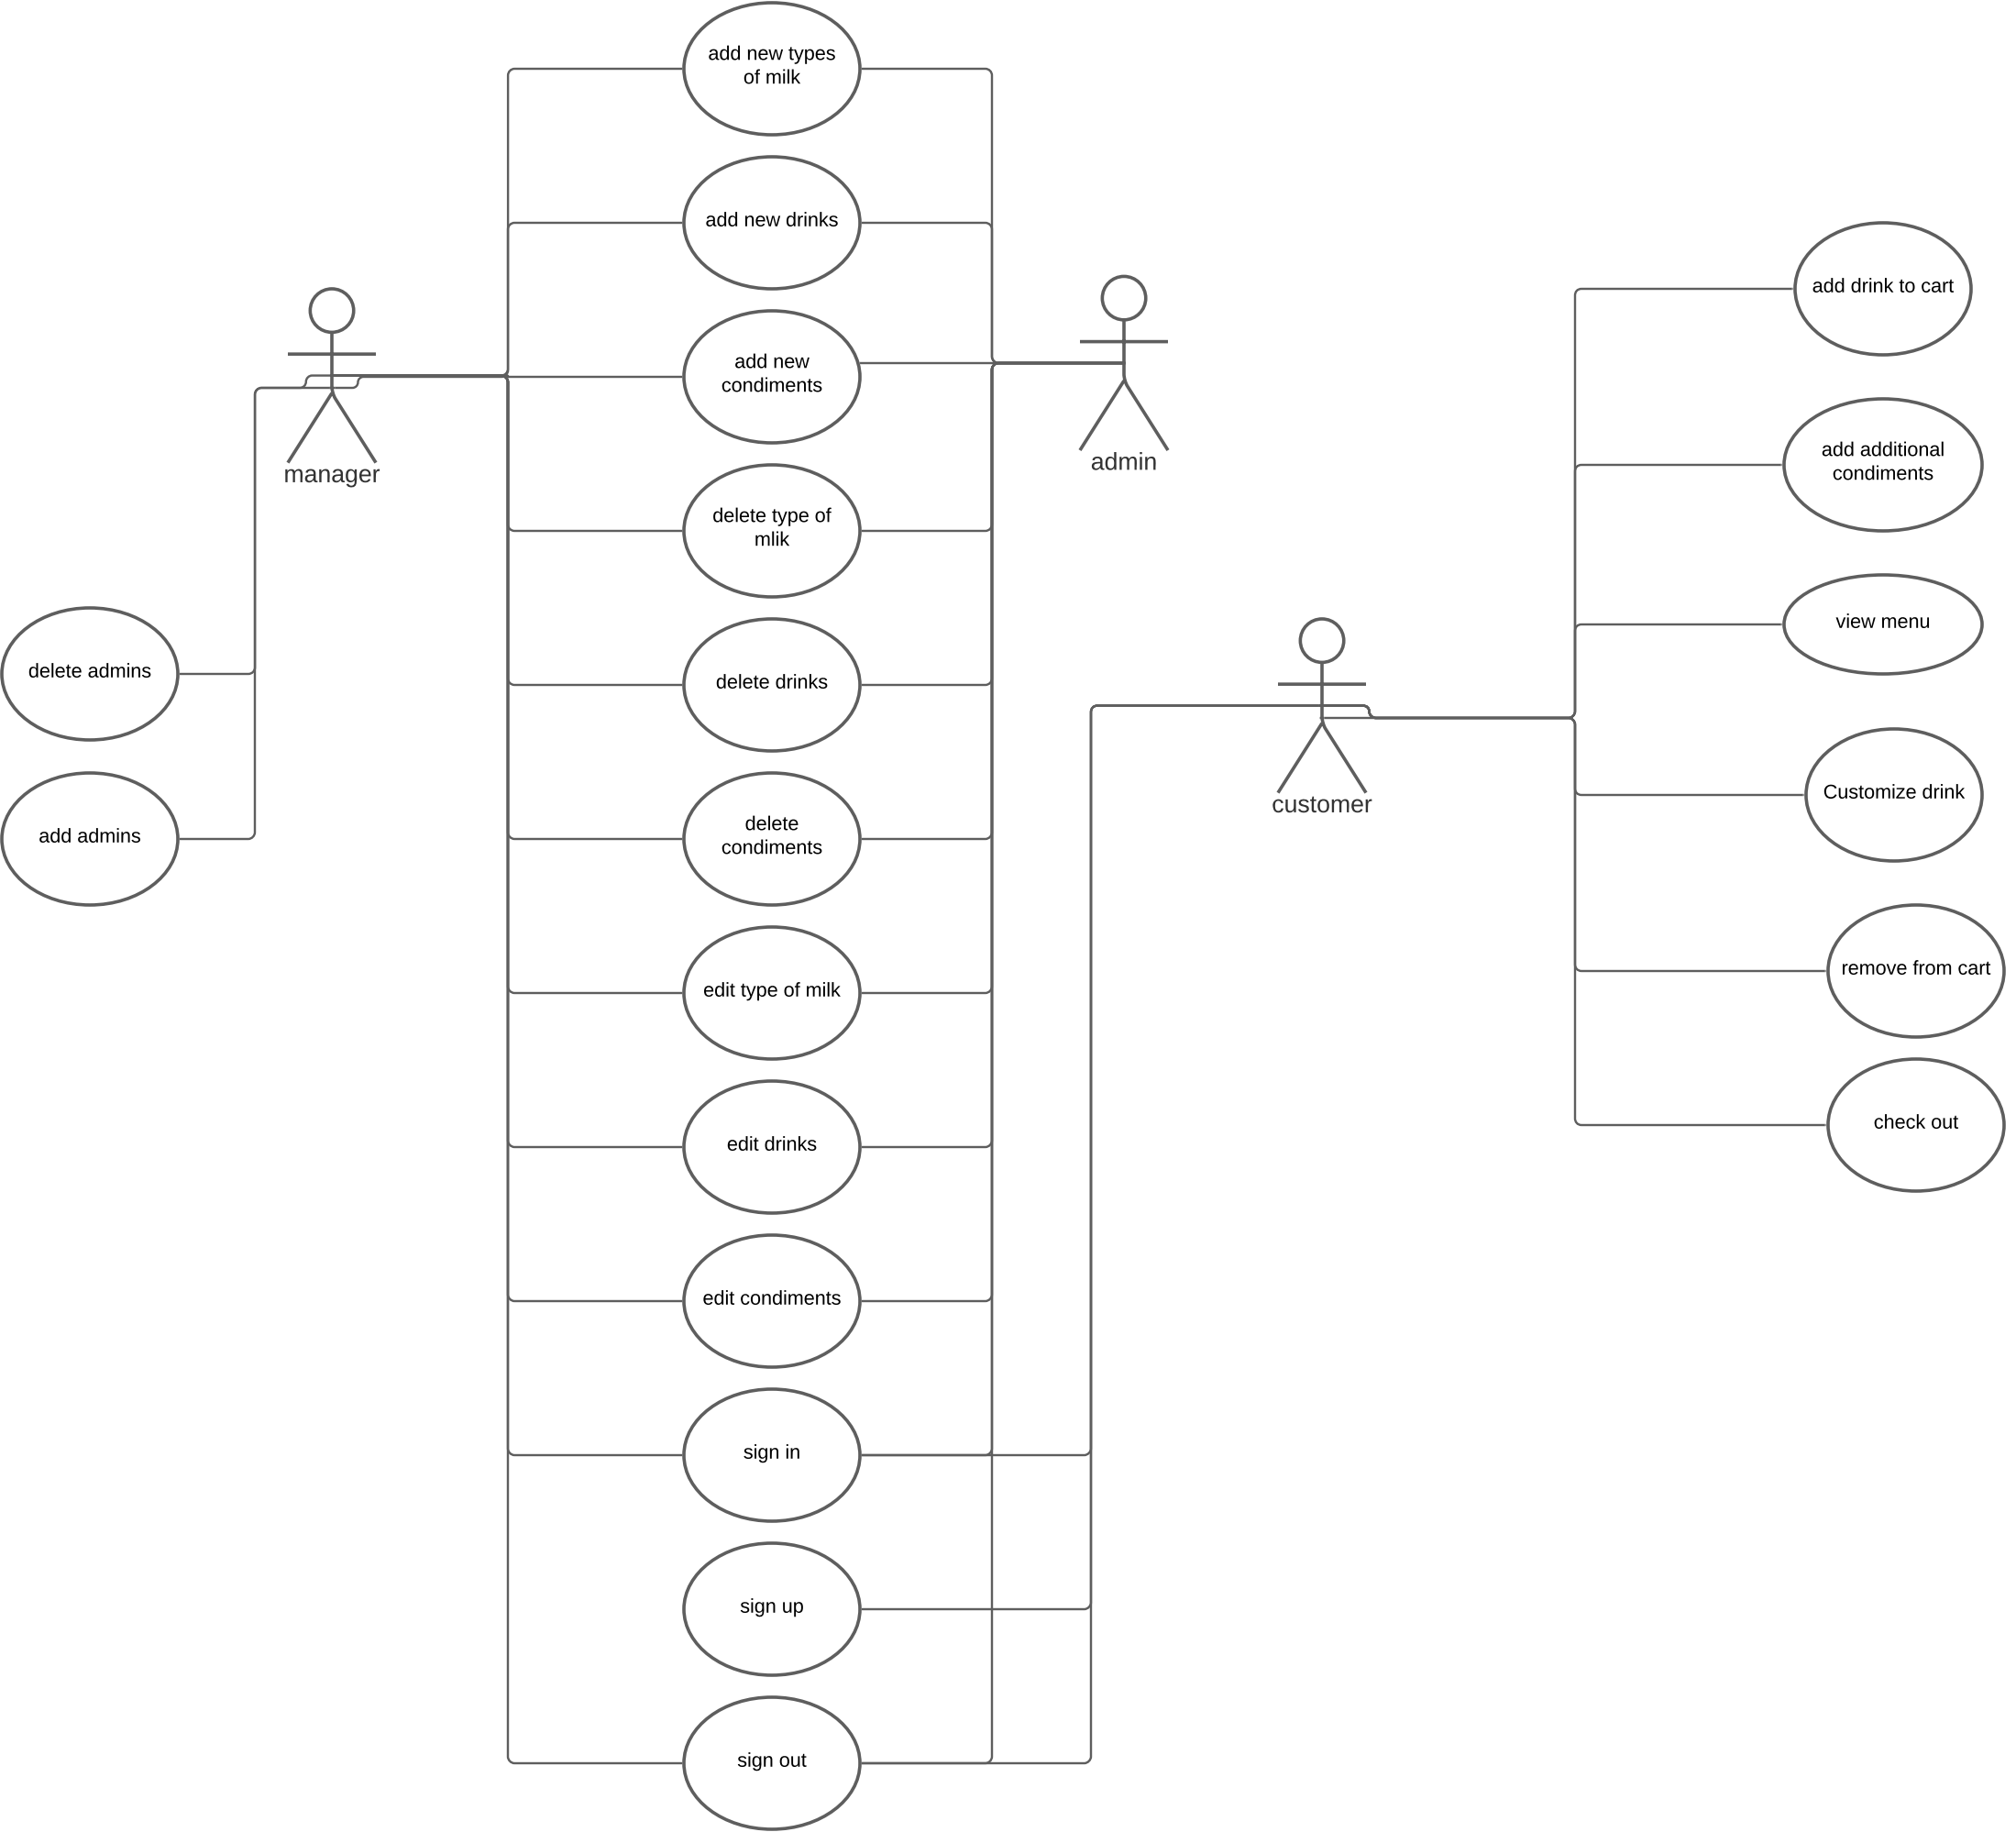 add new types
of milk
add new drinks
add new
condiments
delete type of
mlik
delete drinks
delete
condiments
edit type of milk
edit drinks
edit condiments
sign in
sign up
sign out
manager
delete admins
add admins
admin
customer
add drink to cart
add additional
condiments
view menu
Customize drink
remove from cart
check out